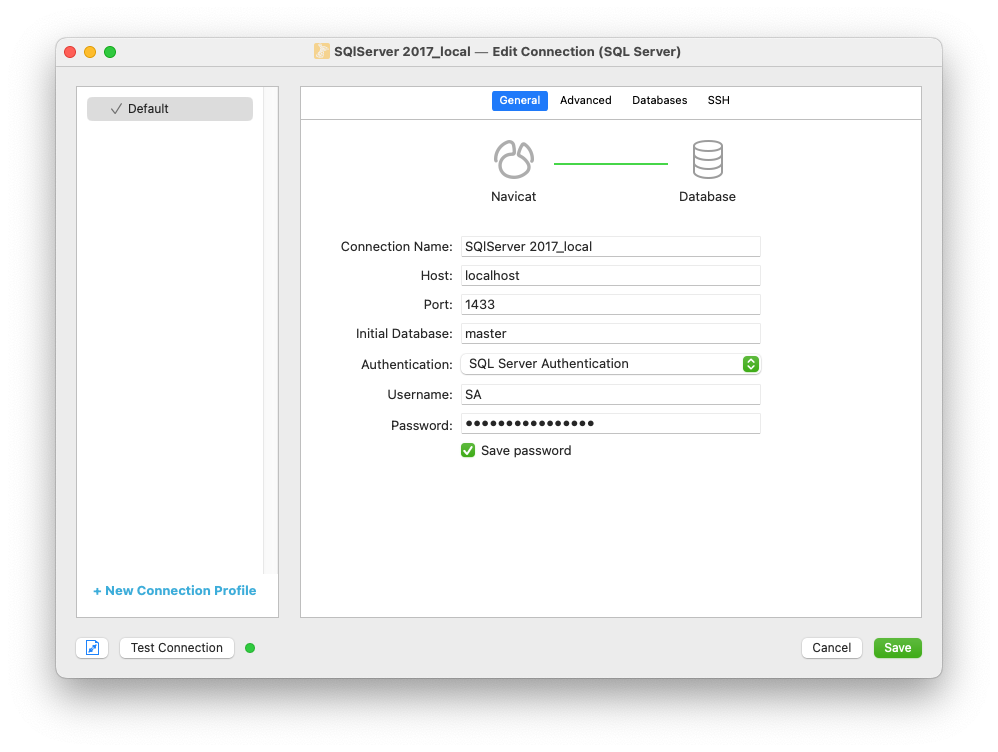 SQlServer 2017_local — Edit Connection (SQL Server)
Default
General Advanced Databases SSH
Navicat Database
Connection Name: SQlServer 2017_local
Host: localhost
Port: 1433
Initial Database: master
Authentication: SQL Server Authentication
Username: SA
Password: ••••••••••••••••
Save password
+ New Connection Profile
Test Connection Cancel Save